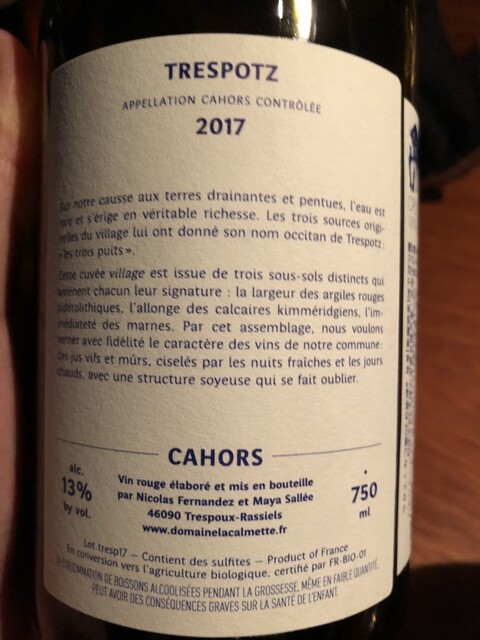 TRESPOTZ
APPELLATION CAHORS CONTRÔLÉE
2017
Sur notre causse aux terres drainantes et pentues, l'eau est
rare et s'érige en véritable richesse. Les trois sources origi-
nelles du village lui ont donné son nom occitan de Trespotz :
« les trois puits ».
Cette cuvée village est issue de trois sous-sols distincts qui
amènent chacun leur signature : la largeur des argiles rouges
sidérolithiques, l'allonge des calcaires kimméridgiens, l'im-
médiateté des marnes. Par cet assemblage, nous voulons
verner avec fidélité le caractère des vins de notre commune :
des jus vifs et mûrs, ciselés par les nuits fraîches et les jours
chauds, avec une structure soyeuse qui se fait oublier.
CAHORS
alc.
13%
by vol.
Vin rouge élaboré et mis en bouteille
par Nicolas Fernandez et Maya Sallée
46090 Trespoux-Rassiels
www.domainelacalmette.fr
750
ml
Lot tresp17 — Contient des sulfites — Product of France
En conversion vers l'agriculture biologique, certifié par FR-BIO-01
LA CONSOMMATION DE BOISSONS ALCOOLISÉES PENDANT LA GROSSESSE, MÊME EN FAIBLE QUANTITÉ,
PEUT AVOIR DES CONSÉQUENCES GRAVES SUR LA SANTÉ DE L'ENFANT.